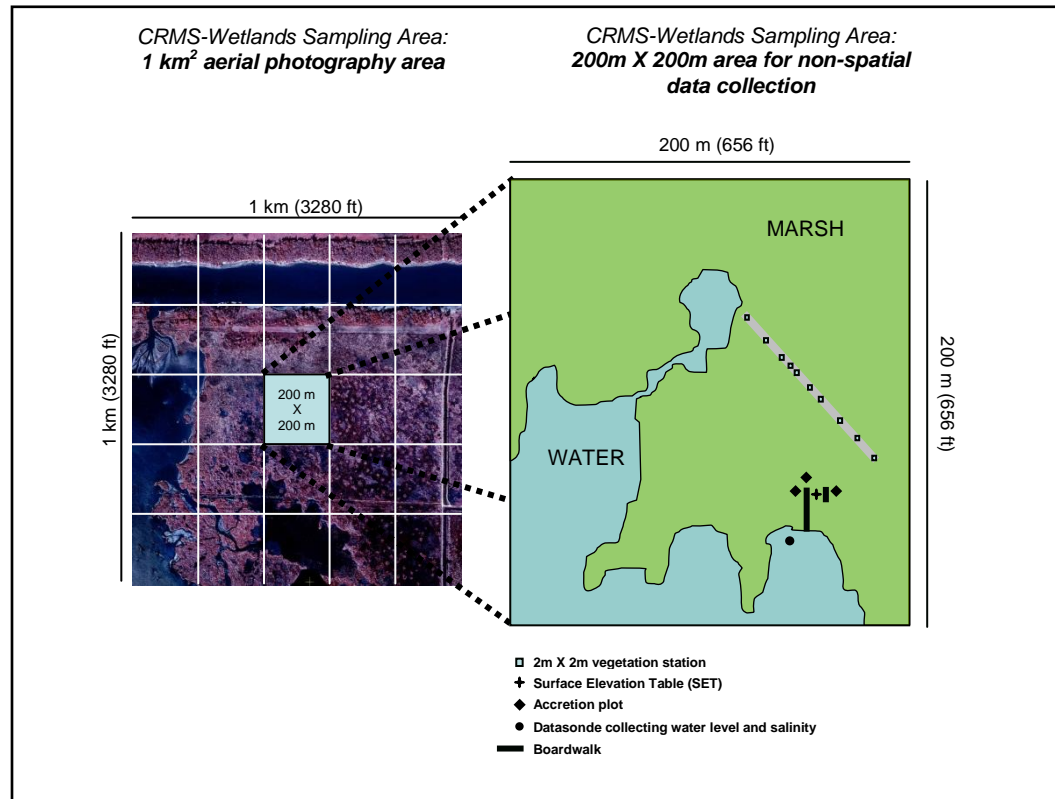 CRMS-Wetlands Sampling Area:
1 km² aerial photography area
CRMS-Wetlands Sampling Area:
200m X 200m area for non-spatial
data collection
200 m (656 ft)
1 km (3280 ft)
1 km (3280 ft)
200 m
X
200 m
MARSH
WATER
200 m (656 ft)
2m X 2m vegetation station
Surface Elevation Table (SET)
Accretion plot
Datasonde collecting water level and salinity
Boardwalk